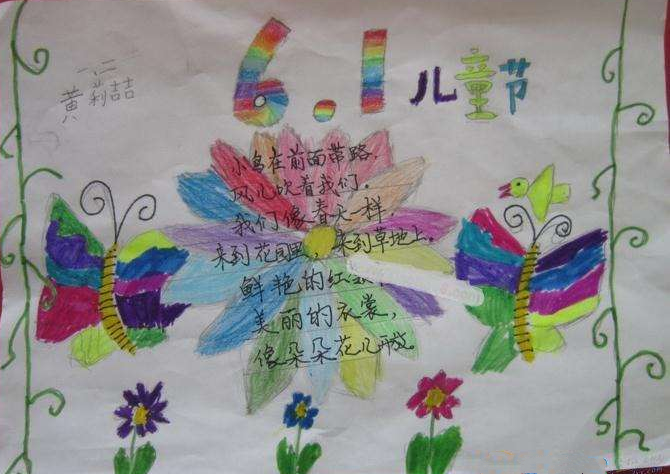 6.1 儿童节
一二
黄 喆
小鸟在前面带路.
风儿吹着我们。
我们像春天一样,
来到花园里,来到草地上。
鲜艳的红
美丽的衣裳,
像朵朵花儿开放。